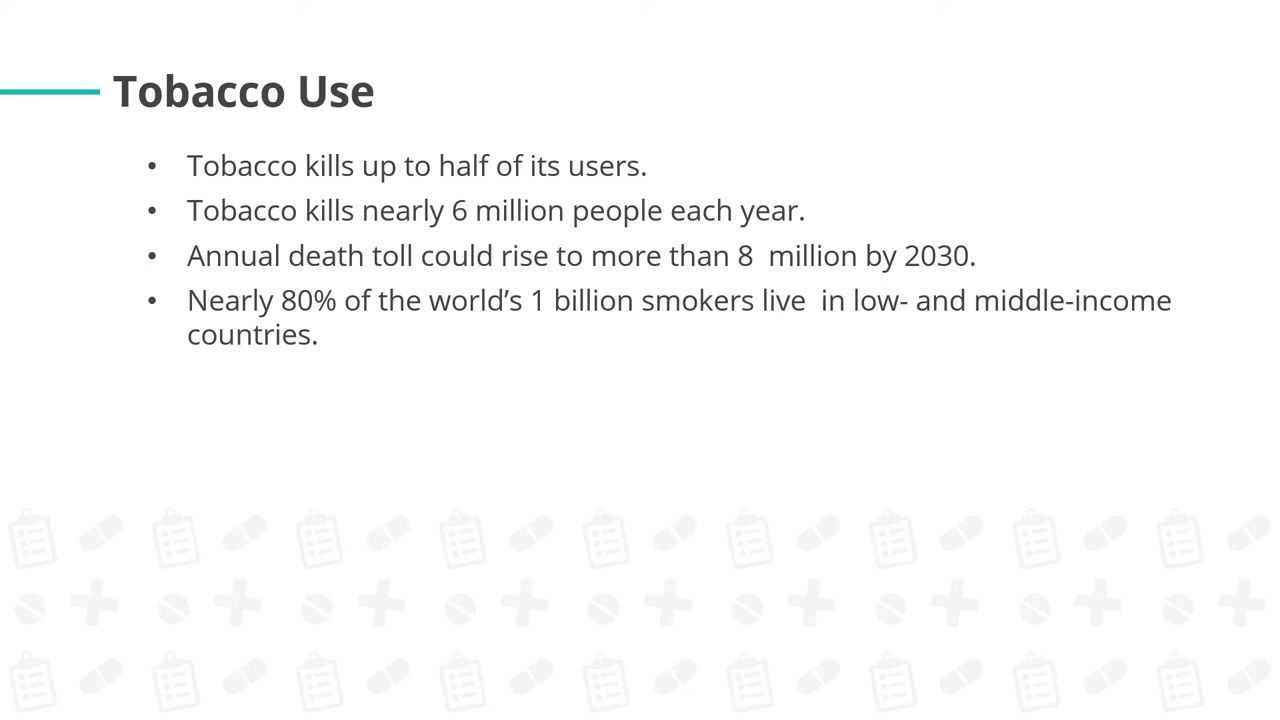 Tobacco Use
• Tobacco kills up to half of its users.
• Tobacco kills nearly 6 million people each year.
• Annual death toll could rise to more than 8  million by 2030.
• Nearly 80% of the world’s 1 billion smokers live  in low- and middle-income
countries.